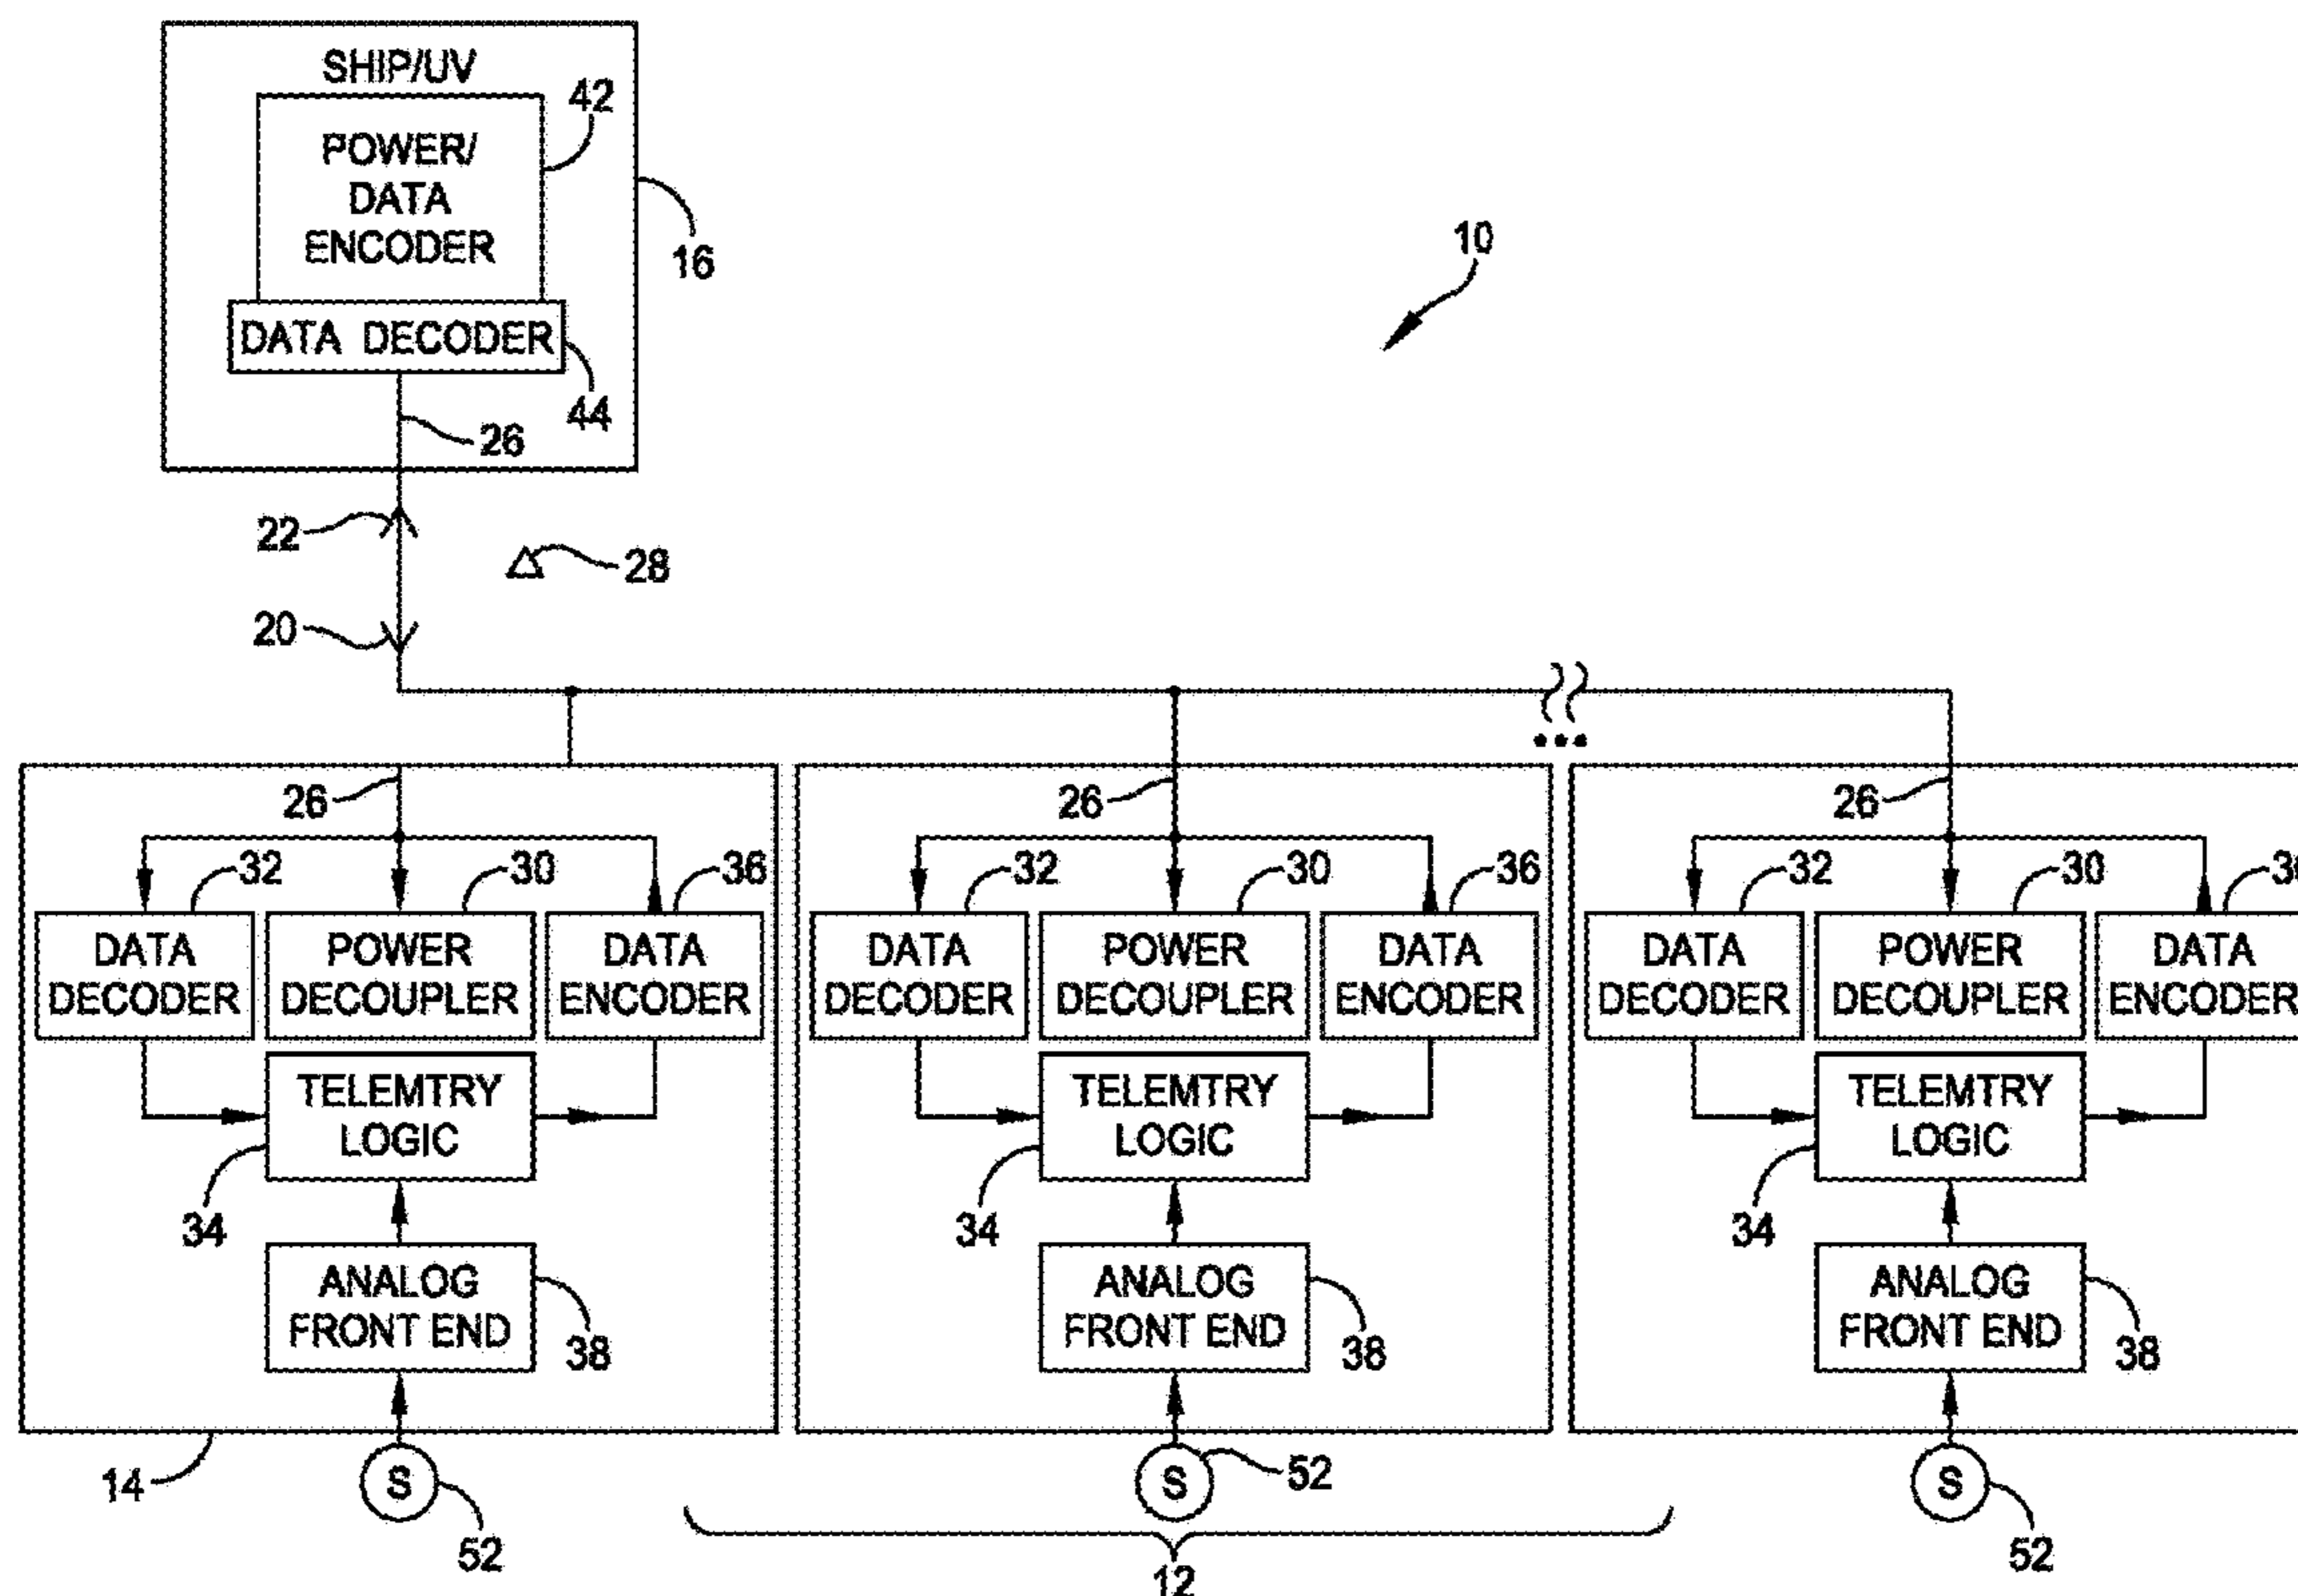 SHIP/UV
42
POWER/
DATA
ENCODER
16
10
DATA DECODER
44
26
22
28
20
26
26
26
32
30
36
32
30
36
32
30
DATA
DECODER
POWER
DECOUPLER
DATA
ENCODER
DATA
DECODER
POWER
DECOUPLER
DATA
ENCODER
DATA
DECODER
POWER
DECOUPLER
DATA
ENCODER
TELEMTRY
LOGIC
TELEMTRY
LOGIC
TELEMTRY
LOGIC
34
34
34
ANALOG
FRONT END
ANALOG
FRONT END
ANALOG
FRONT END
38
38
38
14
S
52
S
52
S
52
12